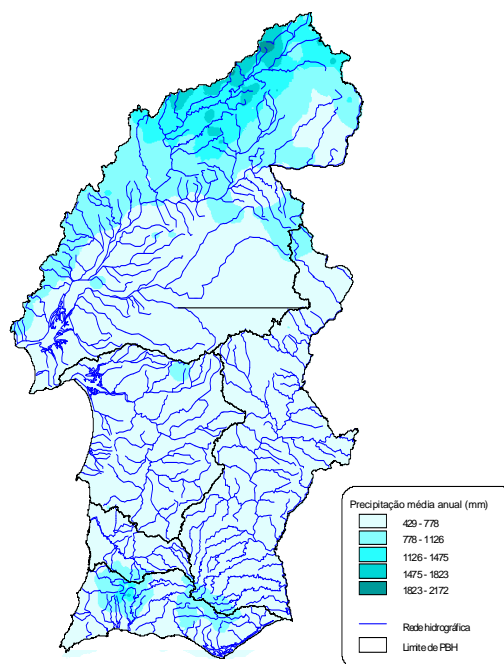 Precipitação média anual (mm)
429 - 778
778 - 1126
1126 - 1475
1475 - 1823
1823 - 2172
Rede hidrográfica
Limite de PBH